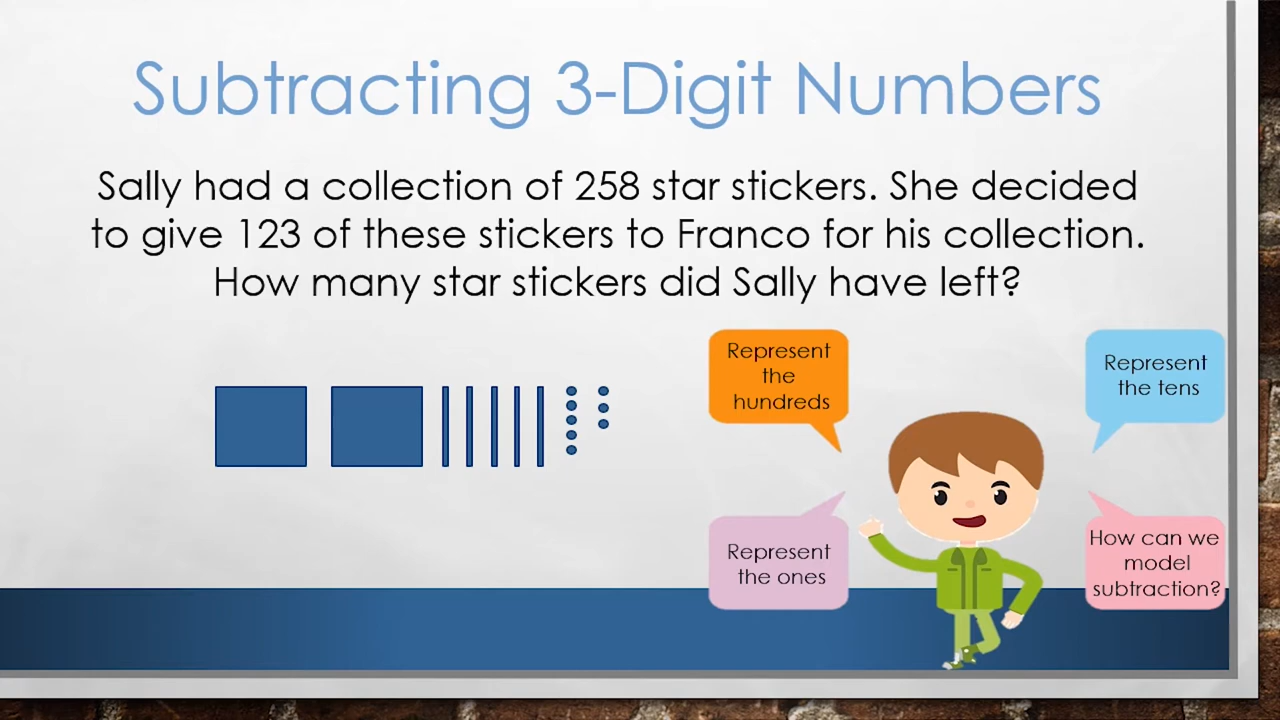 Subtracting 3-Digit Numbers
Sally had a collection of 258 star stickers. She decided
to give 123 of these stickers to Franco for his collection.
How many star stickers did Sally have left?
Represent
the
hundreds
Represent
the tens
Represent
the ones
How can we
model
subtraction?